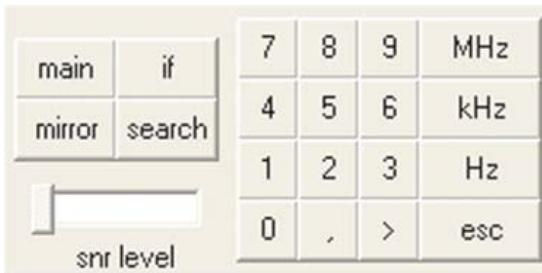 main if
mirror search
snr level
7 8 9 MHz
4 5 6 kHz
1 2 3 Hz
0 , > esc